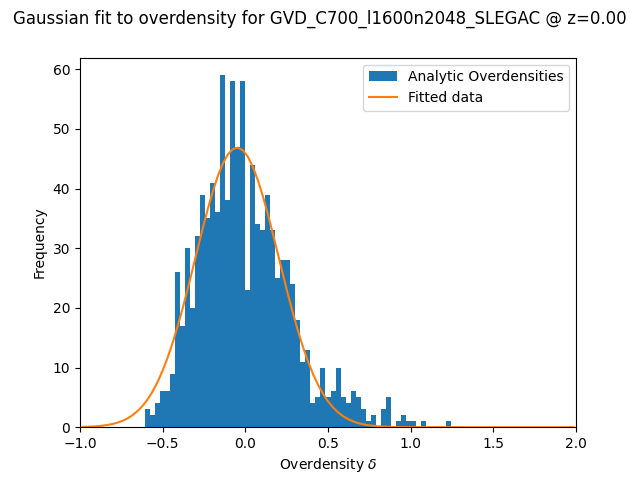 Gaussian fit to overdensity for GVD_C700_l1600n2048_SLEGAC @ z=0.00
Analytic Overdensities
Fitted data
60
50
40
30
20
10
0
Frequency
−1.0 −0.5 0.0 0.5 1.0 1.5 2.0
Overdensity δ